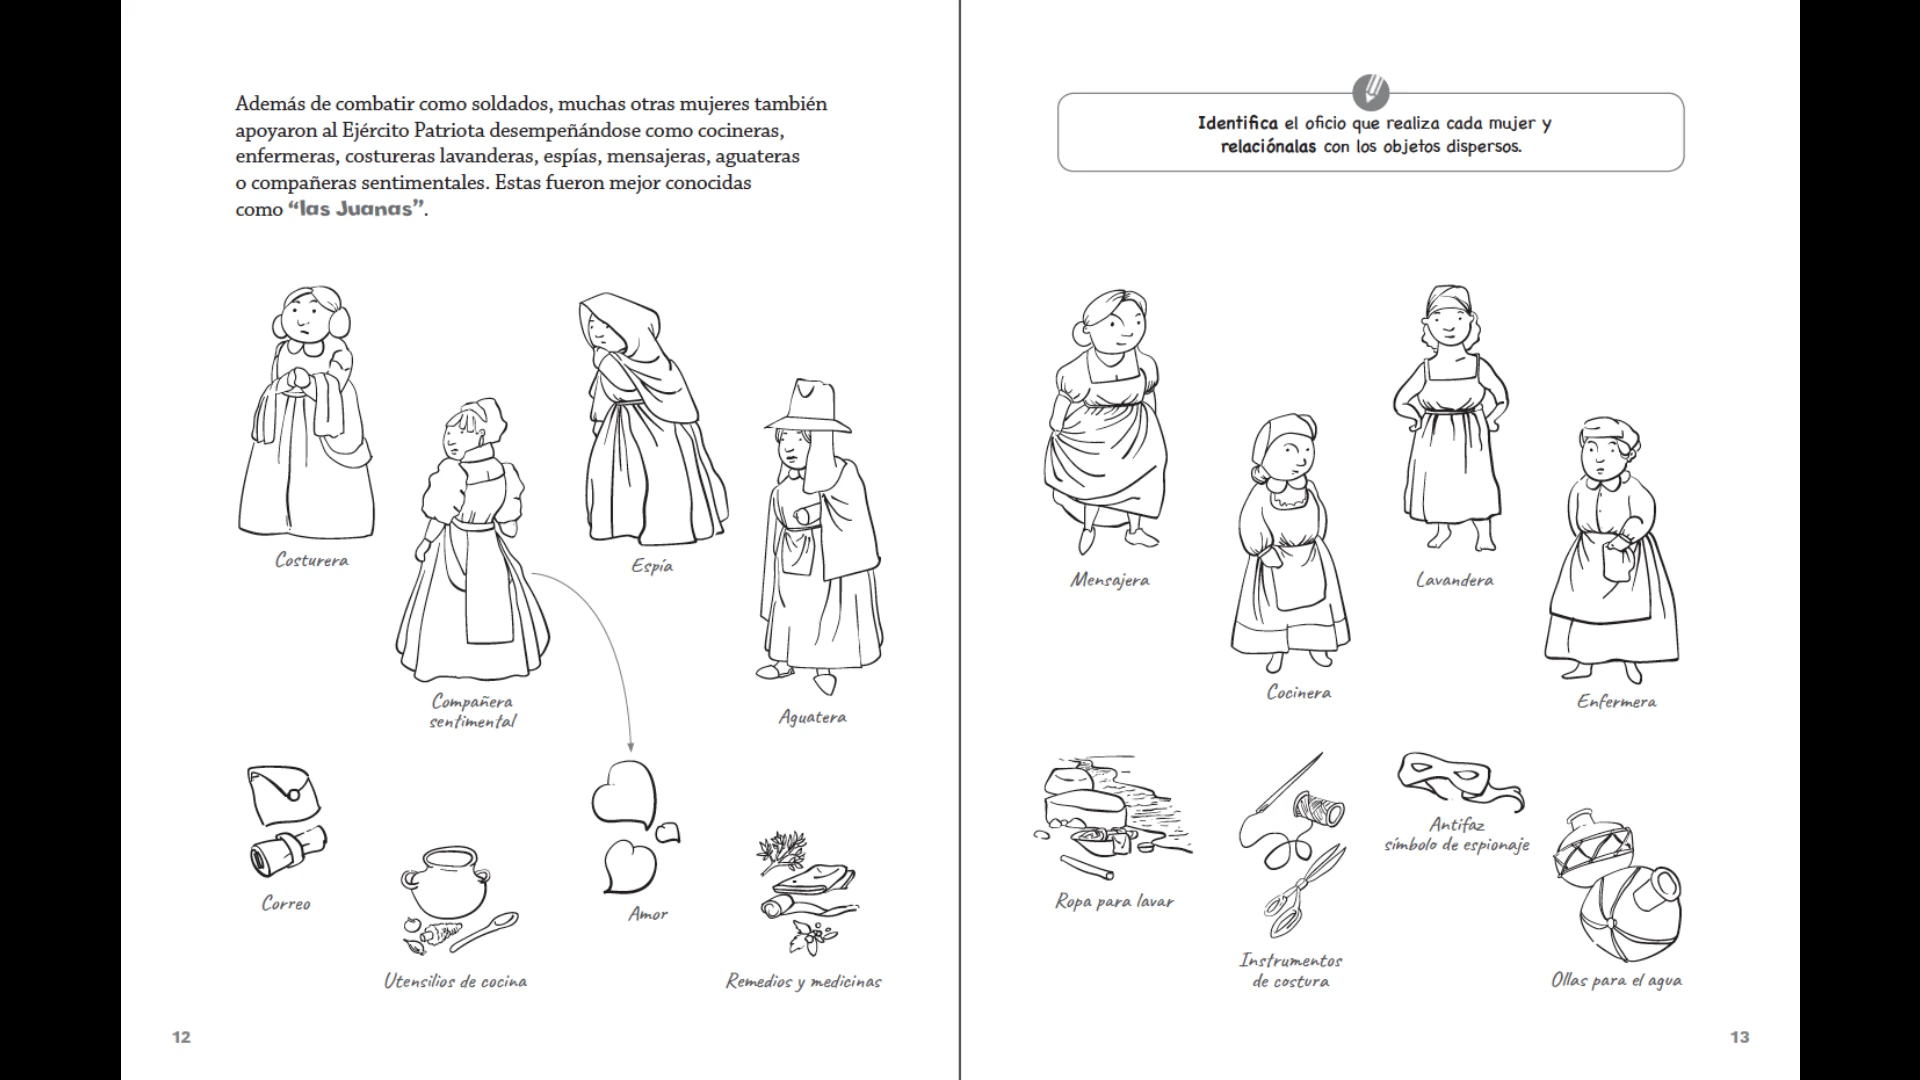 Además de combatir como soldados, muchas otras mujeres también
apoyaron al Ejército Patriota desempeñándose como cocineras,
enfermeras, costureras lavanderas, espías, mensajeras, aguateras
o compañeras sentimentales. Estas fueron mejor conocidas
como “las Juanas”.
Costurera
Espía
Compañera
sentimental
Aguatera
Correo
Utensilios de cocina
Amor
Remedios y medicinas
12
Identifica el oficio que realiza cada mujer y
relaciónalas con los objetos dispersos.
Mensajera
Lavandera
Cocinera
Enfermera
Ropa para lavar
Instrumentos
de costura
Antifaz
símbolo de espionaje
Ollas para el agua
13